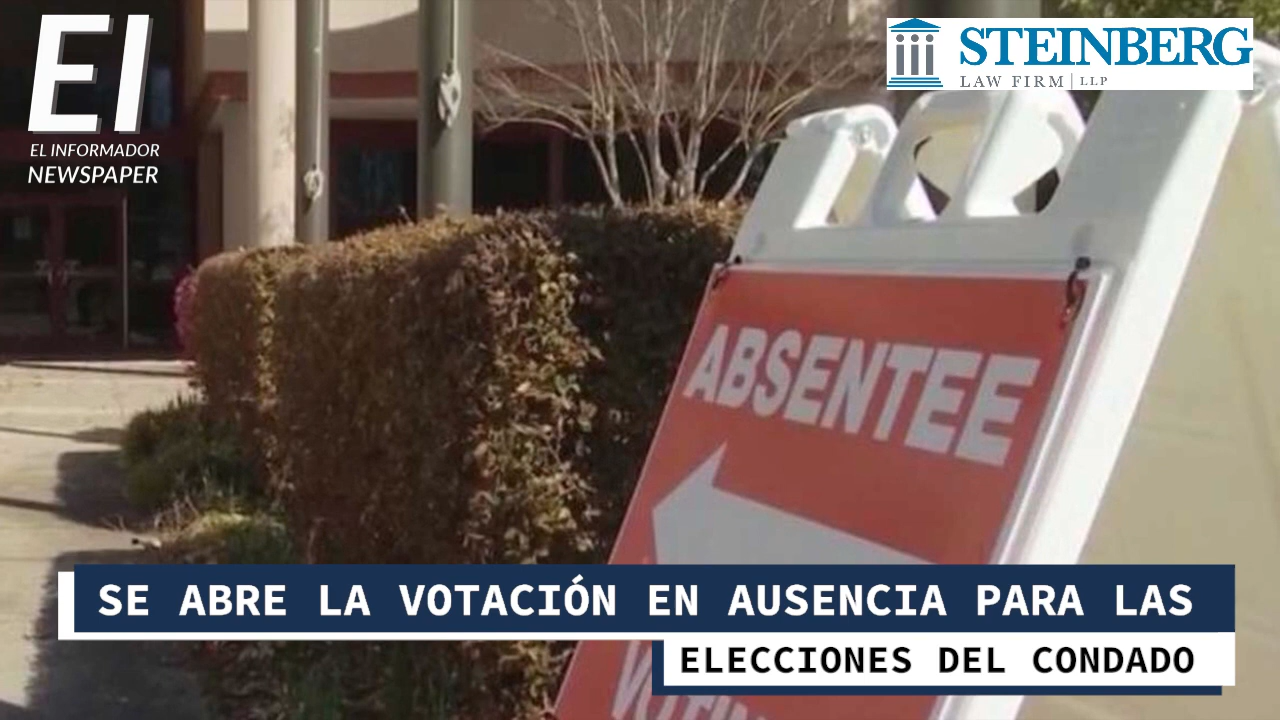 EI
EL INFORMADOR
NEWSPAPER
STEINBERG
LAW FIRM | LLP
ABSENTEE
VOTIN
SE ABRE LA VOTACIÓN EN AUSENCIA PARA LAS
ELECCIONES DEL CONDADO